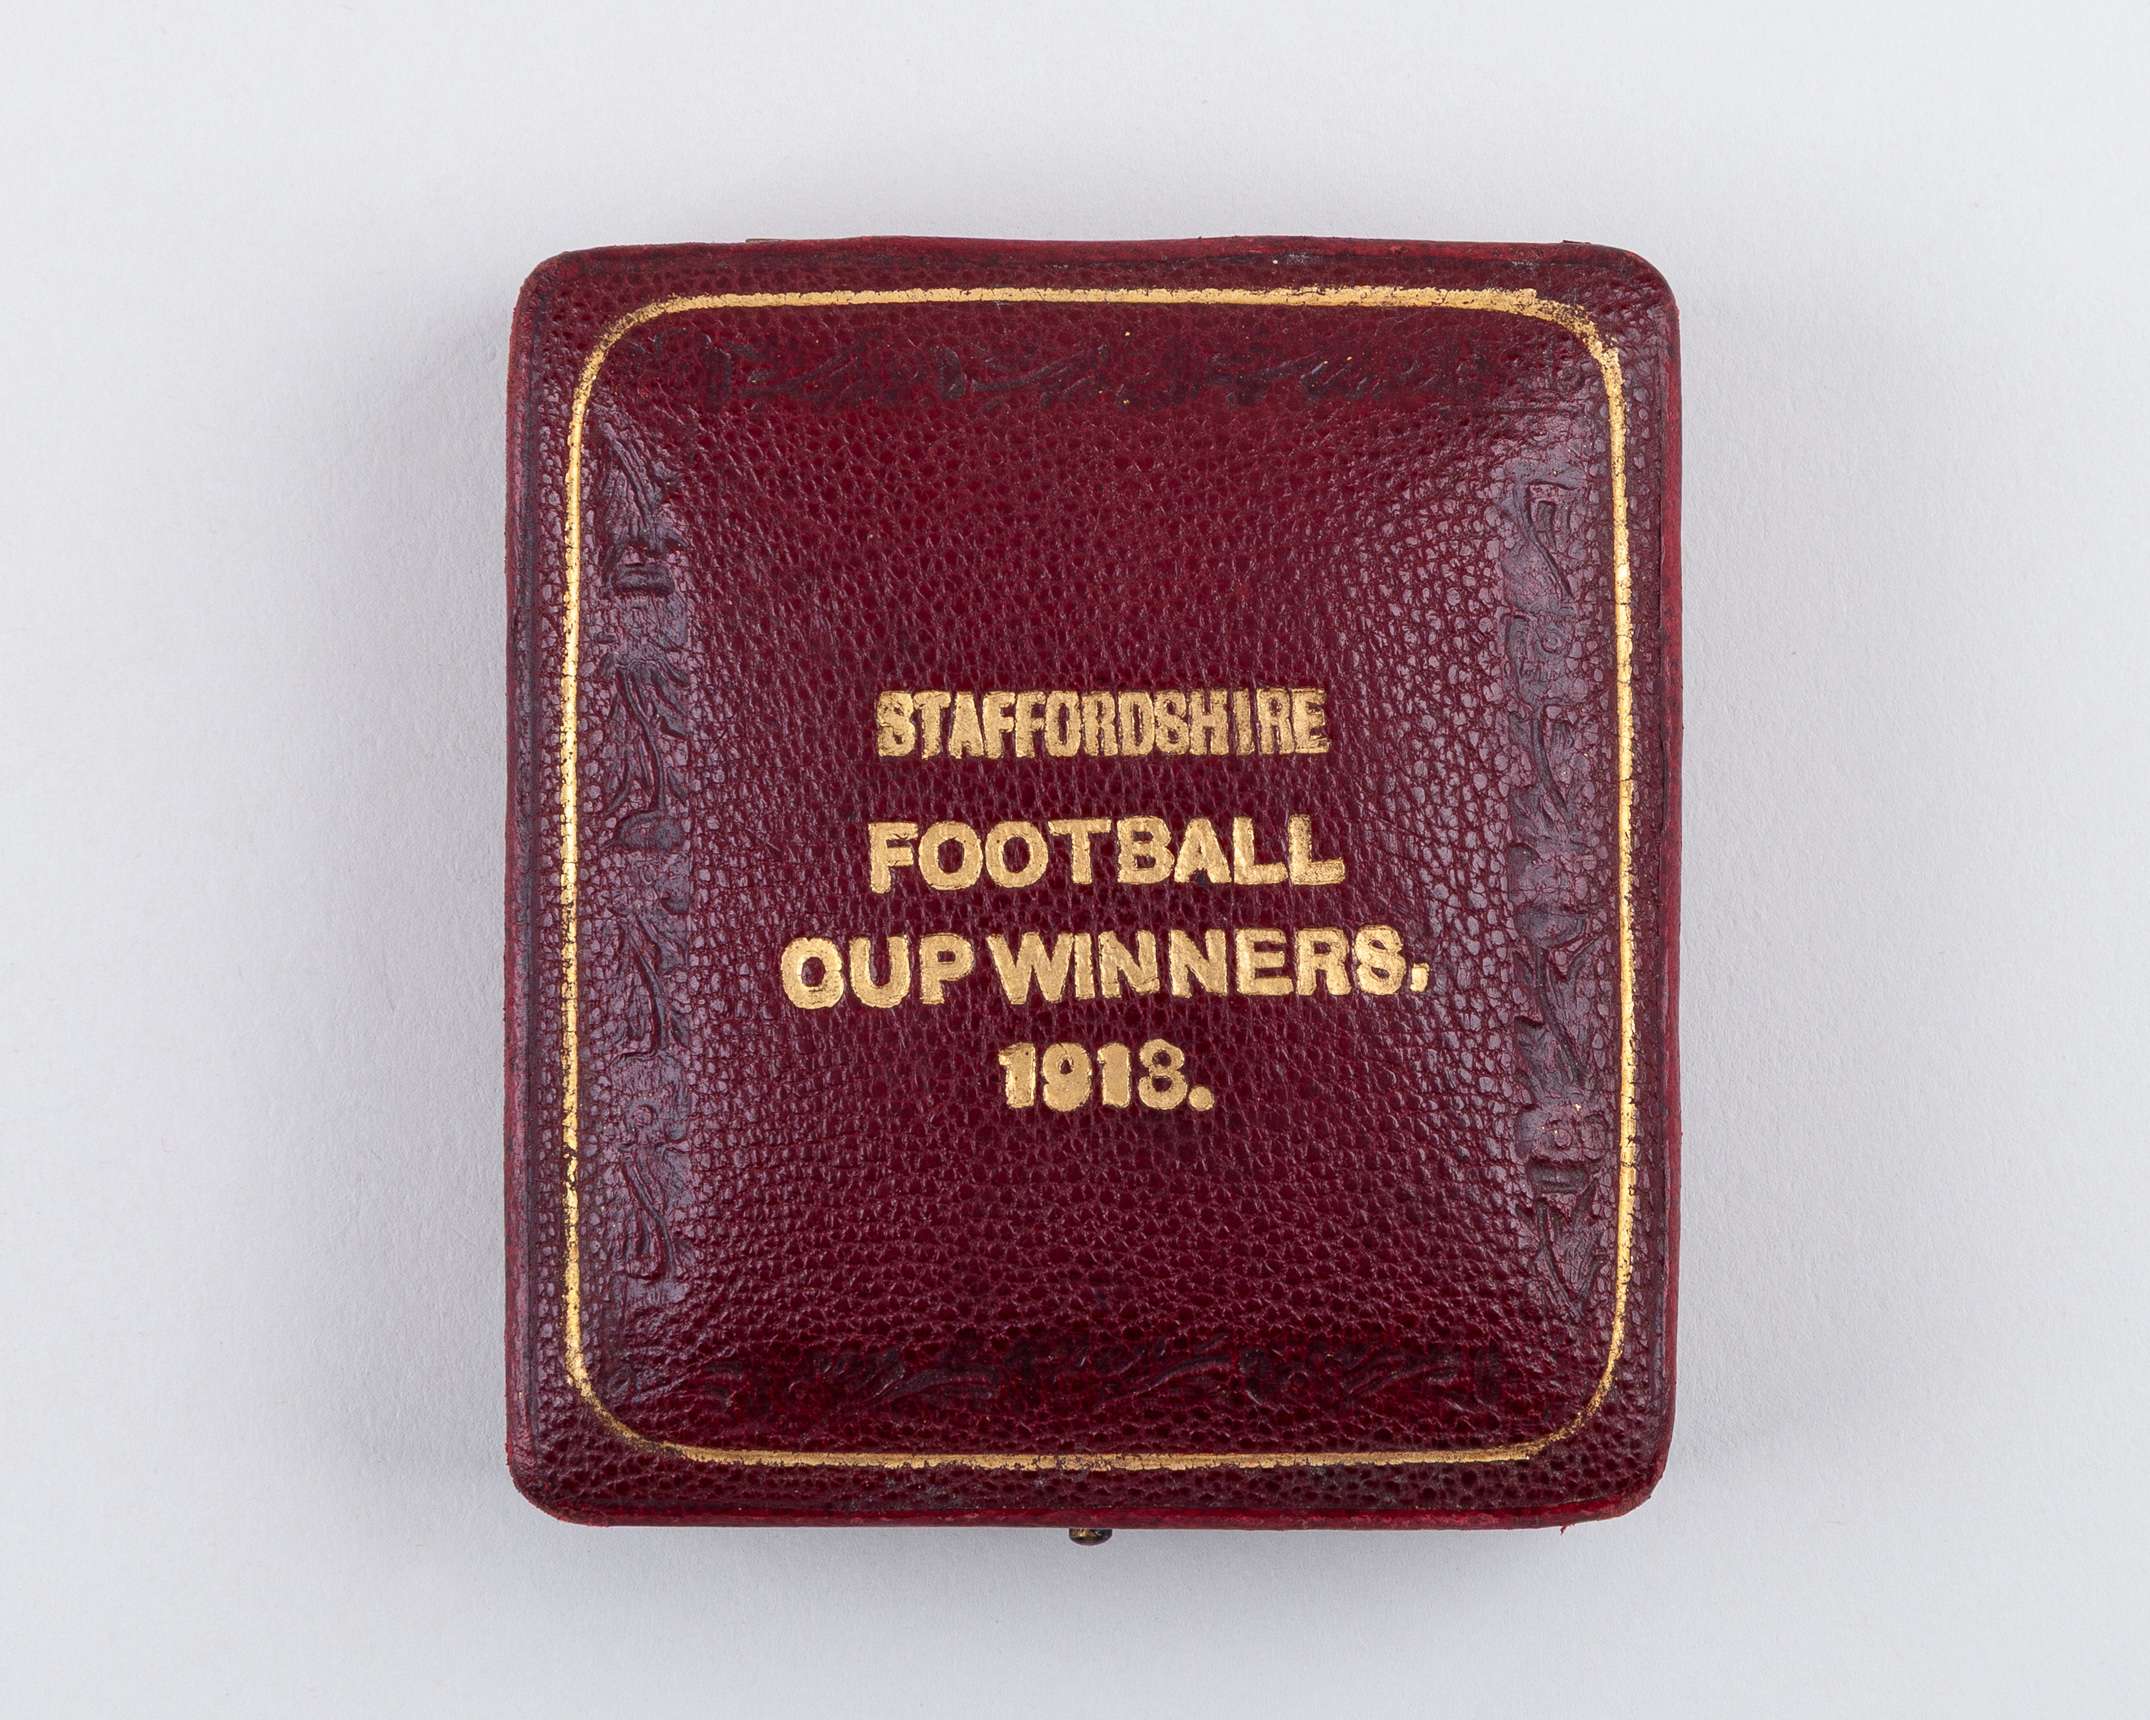 STAFFORDSHIRE
FOOTBALL
CUP WINNERS.
1913.